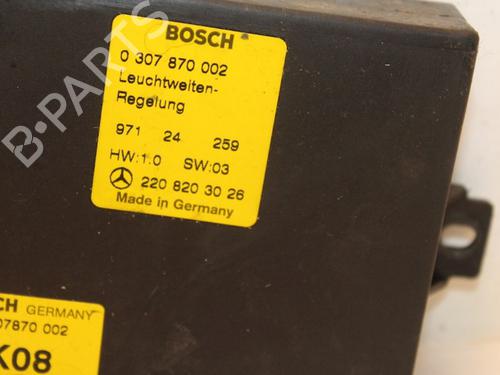 BOSCH
0 307 870 002
Leuchtweiten-
Regelung
971 24 259
HW:1.0 SW:03
220 820 30 26
Made in Germany
GERMANY
07870 002
K08
B-PARTS